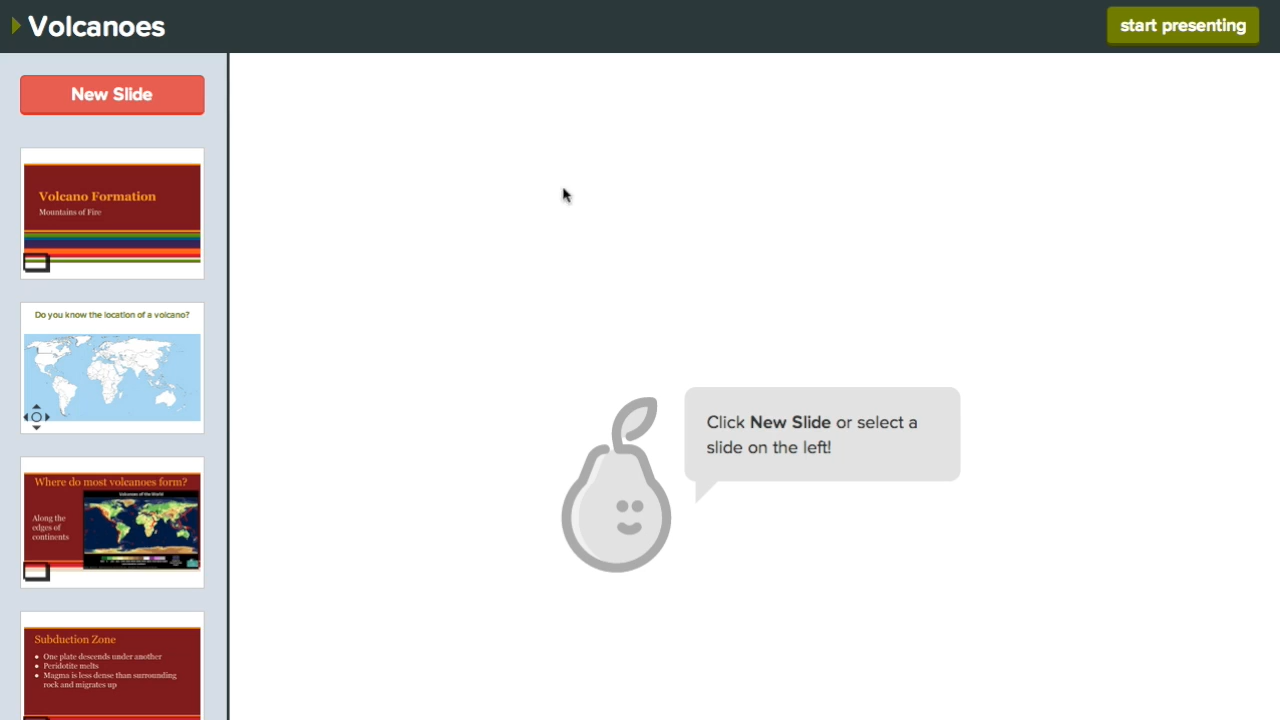 Volcanoes
start presenting
New Slide
Volcano Formation
Mountains of Fire
Do you know the location of a volcano?
Where do most volcanoes form?
Volcanoes of the World
Along the
edges of
continents
Subduction Zone
• One plate descends under another
• Peridotite melts
• Magma is less dense than surrounding
rock and migrates up
Click New Slide or select a
slide on the left!